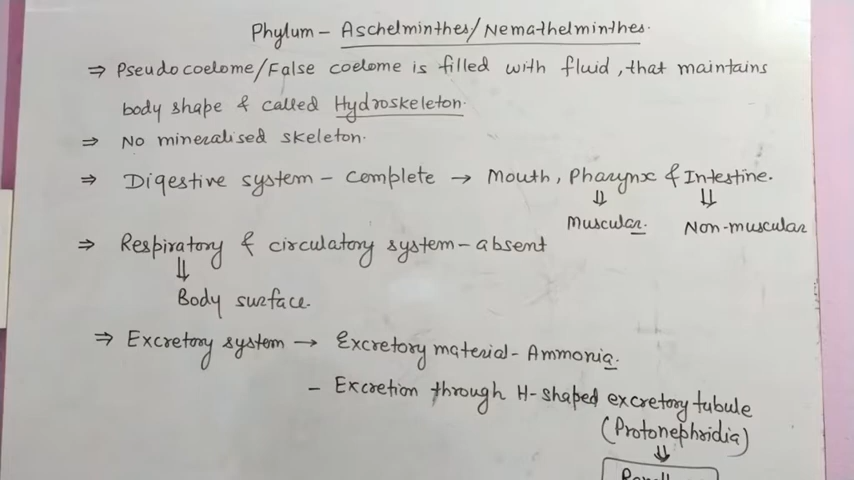 Phylum - Aschelminthes/Nemathelminthes.
⇒ Pseudocoelome/False coelome is filled with fluid, that maintains
body shape & called Hydroskeleton.
⇒ No mineralised skeleton.
⇒ Digestive system - complete → Mouth, Pharynx & Intestine.
⇓ ⇓
Muscular. Non-muscular
⇒ Respiratory & circulatory system - absent
⇓
Body surface.
⇒ Excretory system → Excretory material - Ammonia.
- Excretion through H-shaped excretory tubule
(Protonephridia)
⇓